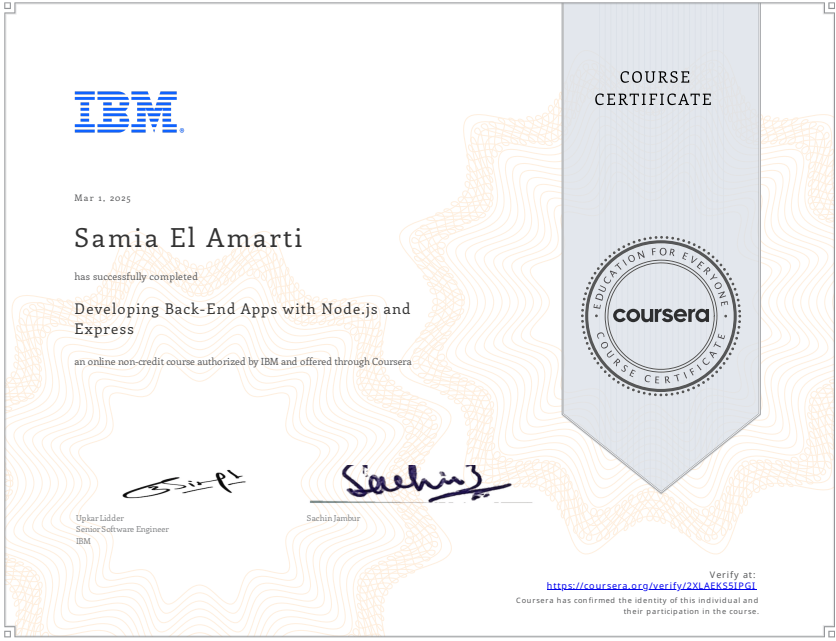 COURSE
CERTIFICATE
IBM®
Mar 1, 2025
Samia El Amarti
has successfully completed
Developing Back-End Apps with Node.js and
Express
an online non-credit course authorized by IBM and offered through Coursera
EDUCATION FOR EVERYONE
coursera
COURSE CERTIFICATE
Sachin J
Upkar Lidder
Senior Software Engineer
IBM
Sachin Jambur
Verify at:
https://coursera.org/verify/2XLAEKS5IPGI
Coursera has confirmed the identity of this individual and
their participation in the course.